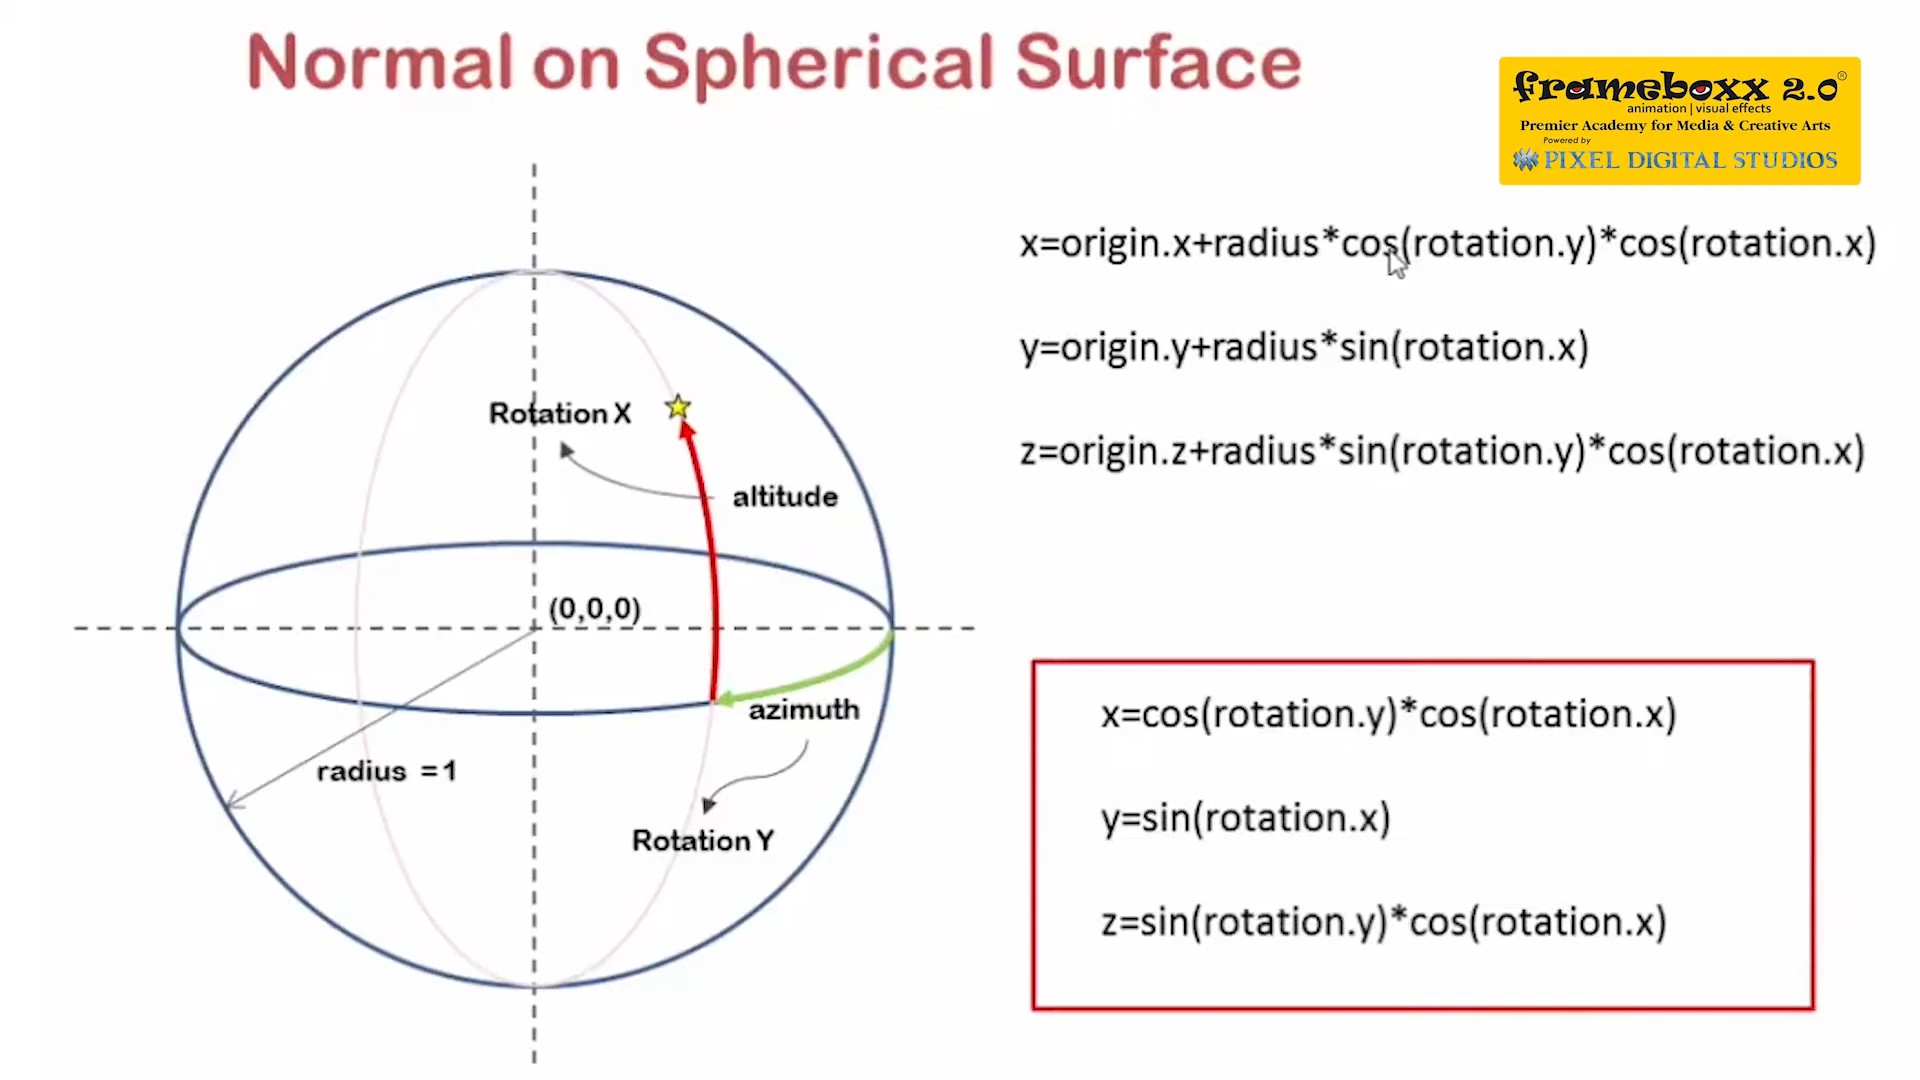 Normal on Spherical Surface
frameboxx 2.0®
animation | visual effects
Premier Academy for Media & Creative Arts
Powered by
PIXEL DIGITAL STUDIOS
x=origin.x+radius*cos(rotation.y)*cos(rotation.x)
y=origin.y+radius*sin(rotation.x)
z=origin.z+radius*sin(rotation.y)*cos(rotation.x)
Rotation X
altitude
(0,0,0)
azimuth
radius =1
Rotation Y
x=cos(rotation.y)*cos(rotation.x)
y=sin(rotation.x)
z=sin(rotation.y)*cos(rotation.x)